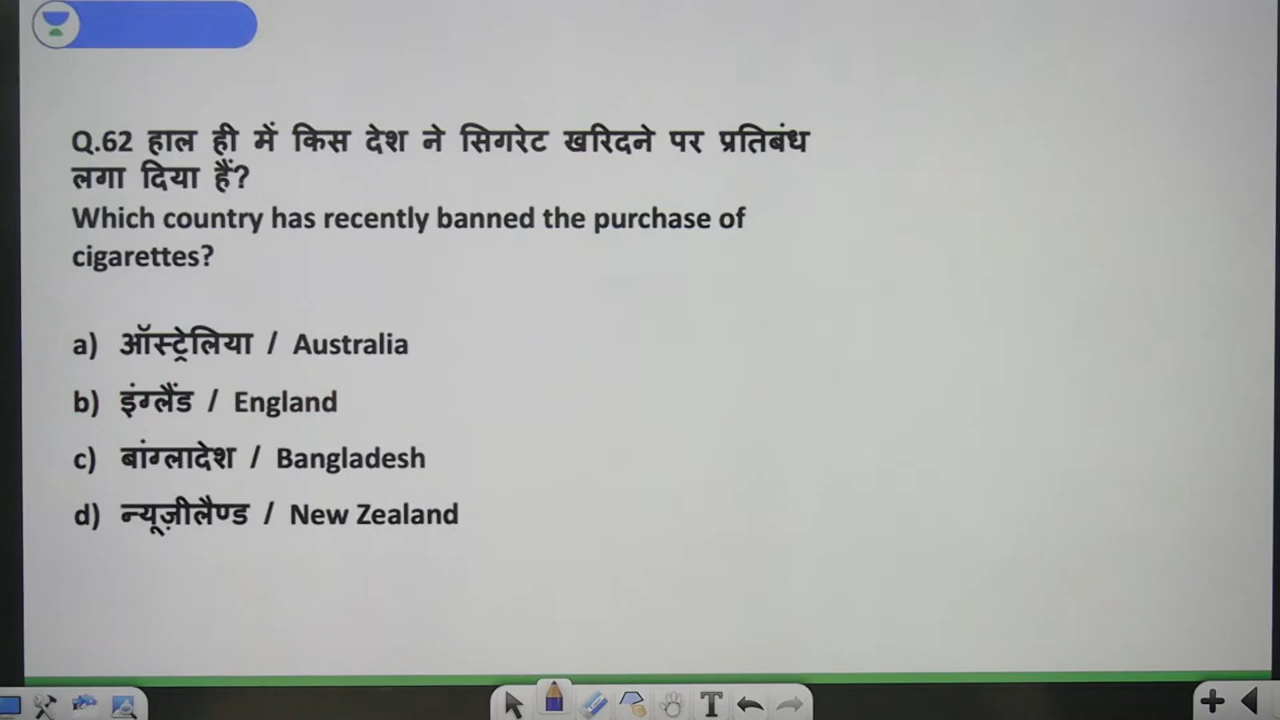 Q.62 हाल ही में किस देश ने सिगरेट खरिदने पर प्रतिबंध
लगा दिया हैं?
Which country has recently banned the purchase of
cigarettes?
a) ऑस्ट्रेलिया / Australia
b) इंग्लैंड / England
c) बांग्लादेश / Bangladesh
d) न्यूज़ीलैण्ड / New Zealand
T